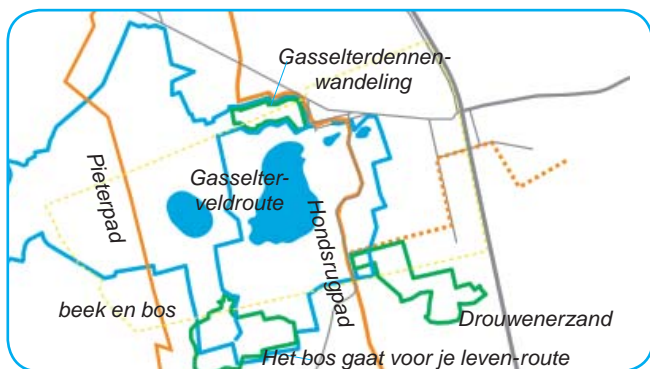 Gasselterdennen-
wandeling
Pieterpad
Gasselter-
veldroute
Hondsrugpad
beek en bos
Drouwenerzand
Het bos gaat voor je leven-route